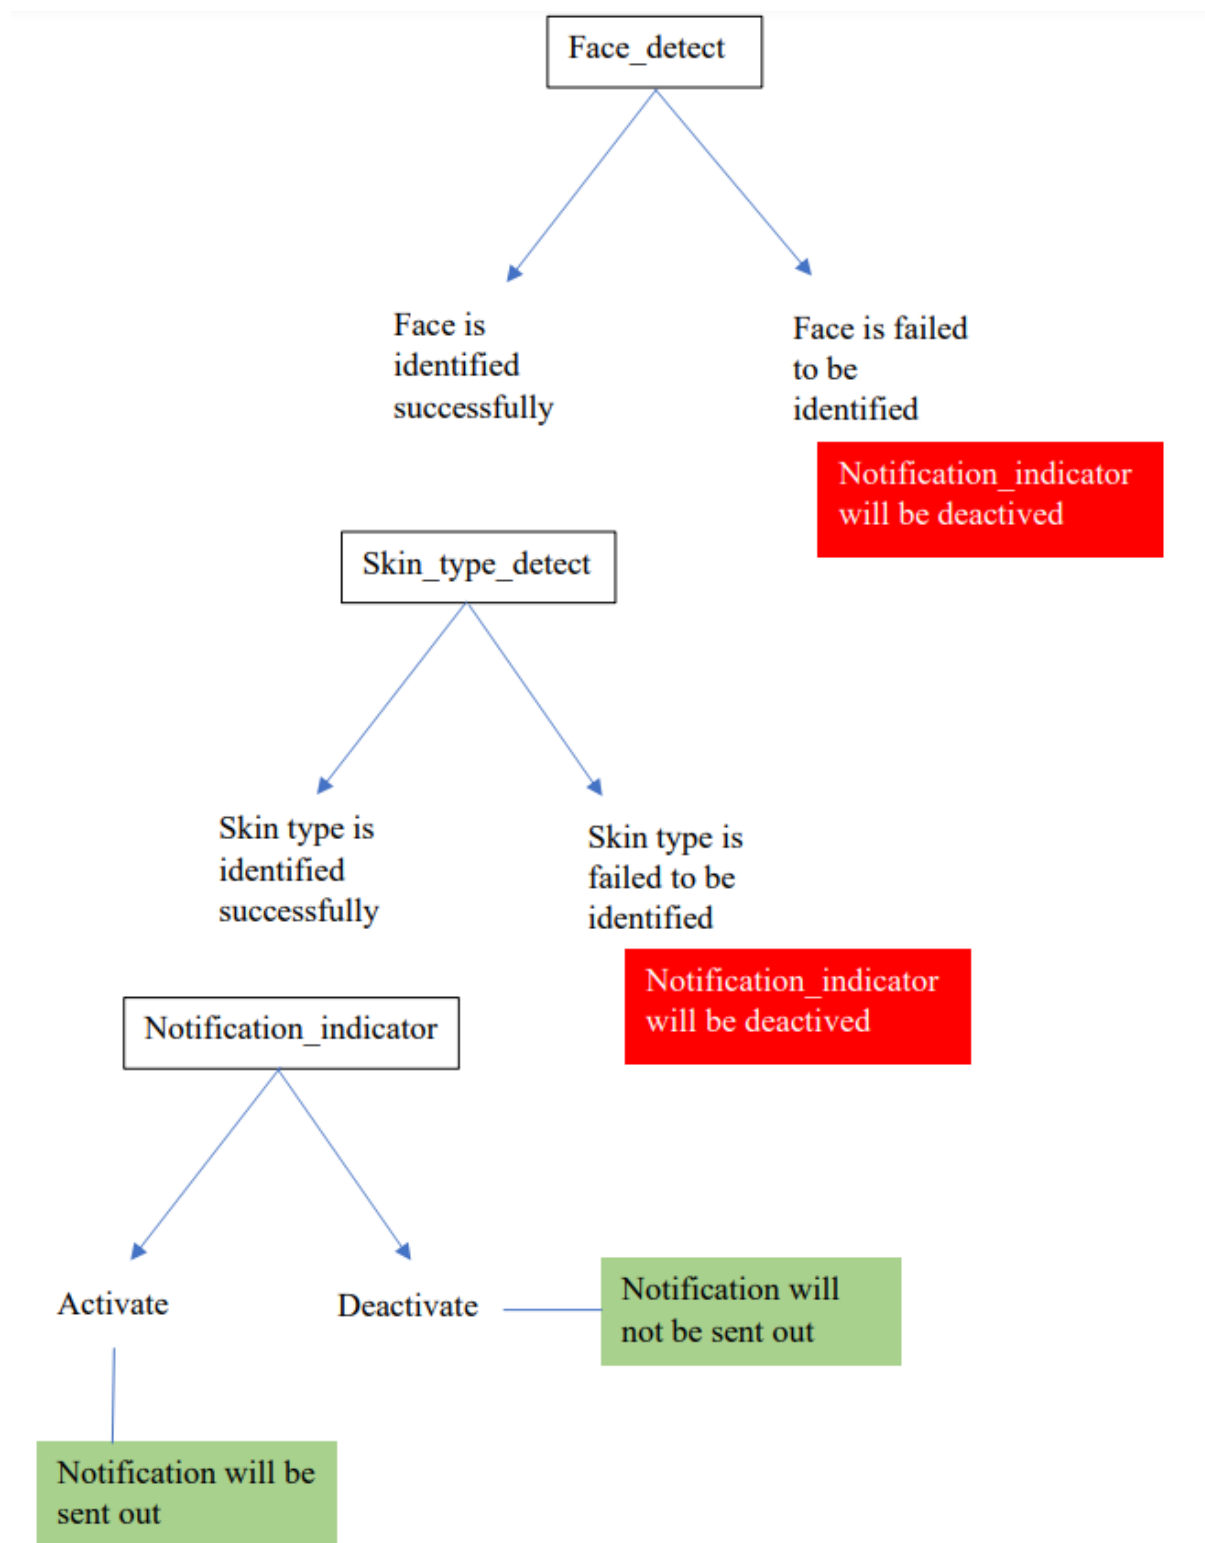 Face_detect
Face is
identified
successfully
Face is failed
to be
identified
Notification_indicator
will be deactived
Skin_type_detect
Skin type is
identified
successfully
Skin type is
failed to be
identified
Notification_indicator
will be deactived
Notification_indicator
Activate
Deactivate
Notification will
not be sent out
Notification will be
sent out